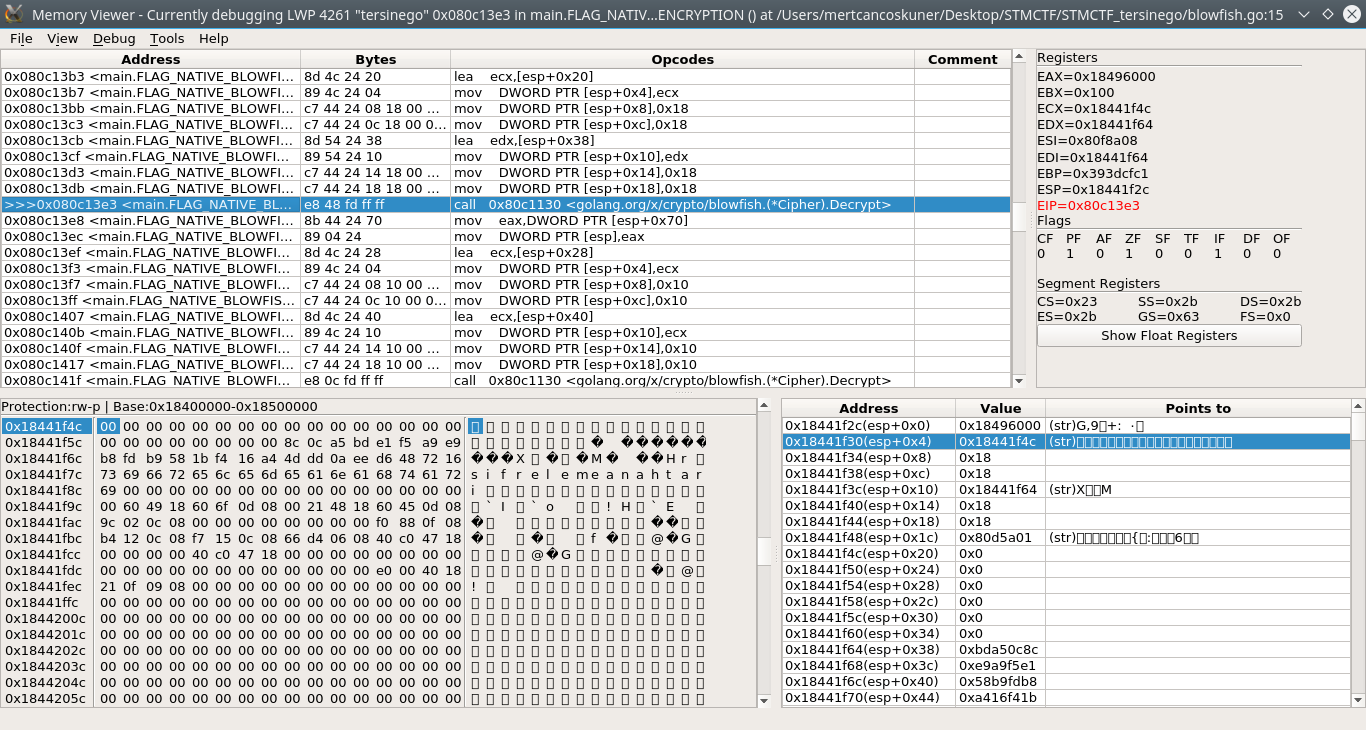 Memory Viewer - Currently debugging LWP 4261 "tersinego" 0x080c13e3 in main.FLAG_NATIV...ENCRYPTION () at /Users/mertcancoskuner/Desktop/STMCTF/STMCTF_tersinego/blowfish.go:15
File View Debug Tools Help
Address Bytes Opcodes Comment
0x080c13b3 <main.FLAG_NATIVE_BLOWFI... 8d 4c 24 20 lea ecx,[esp+0x20]
0x080c13b7 <main.FLAG_NATIVE_BLOWFI... 89 4c 24 04 mov DWORD PTR [esp+0x4],ecx
0x080c13bb <main.FLAG_NATIVE_BLOWFI... c7 44 24 08 18 00 ... mov DWORD PTR [esp+0x8],0x18
0x080c13c3 <main.FLAG_NATIVE_BLOWFI... c7 44 24 0c 18 00 0... mov DWORD PTR [esp+0xc],0x18
0x080c13cb <main.FLAG_NATIVE_BLOWFI... 8d 54 24 38 lea edx,[esp+0x38]
0x080c13cf <main.FLAG_NATIVE_BLOWFI... 89 54 24 10 mov DWORD PTR [esp+0x10],edx
0x080c13d3 <main.FLAG_NATIVE_BLOWFI... c7 44 24 14 18 00 ... mov DWORD PTR [esp+0x14],0x18
0x080c13db <main.FLAG_NATIVE_BLOWFI... c7 44 24 18 18 00 ... mov DWORD PTR [esp+0x18],0x18
>>>0x080c13e3 <main.FLAG_NATIVE_BL... e8 48 fd ff ff call 0x80c1130 <golang.org/x/crypto/blowfish.(*Cipher).Decrypt>
0x080c13e8 <main.FLAG_NATIVE_BLOWFI... 8b 44 24 70 mov eax,DWORD PTR [esp+0x70]
0x080c13ec <main.FLAG_NATIVE_BLOWFI... 89 04 24 mov DWORD PTR [esp],eax
0x080c13ef <main.FLAG_NATIVE_BLOWFI... 8d 4c 24 28 lea ecx,[esp+0x28]
0x080c13f3 <main.FLAG_NATIVE_BLOWFI... 89 4c 24 04 mov DWORD PTR [esp+0x4],ecx
0x080c13f7 <main.FLAG_NATIVE_BLOWFI... c7 44 24 08 10 00 ... mov DWORD PTR [esp+0x8],0x10
0x080c13ff <main.FLAG_NATIVE_BLOWFIS... c7 44 24 0c 10 00 0... mov DWORD PTR [esp+0xc],0x10
0x080c1407 <main.FLAG_NATIVE_BLOWFI... 8d 4c 24 40 lea ecx,[esp+0x40]
0x080c140b <main.FLAG_NATIVE_BLOWFI... 89 4c 24 10 mov DWORD PTR [esp+0x10],ecx
0x080c140f <main.FLAG_NATIVE_BLOWFI... c7 44 24 14 10 00 ... mov DWORD PTR [esp+0x14],0x10
0x080c1417 <main.FLAG_NATIVE_BLOWFI... c7 44 24 18 10 00 ... mov DWORD PTR [esp+0x18],0x10
0x080c141f <main.FLAG_NATIVE_BLOWFI... e8 0c fd ff ff call 0x80c1130 <golang.org/x/crypto/blowfish.(*Cipher).Decrypt>
Registers
EAX=0x18496000
EBX=0x100
ECX=0x18441f4c
EDX=0x18441f64
ESI=0x80f8a08
EDI=0x18441f64
EBP=0x393dcfc1
ESP=0x18441f2c
EIP=0x80c13e3
Flags
CF PF AF ZF SF TF IF DF OF
0 1 0 1 0 0 1 0 0
Segment Registers
CS=0x23 SS=0x2b DS=0x2b
ES=0x2b GS=0x63 FS=0x0
Show Float Registers
Protection:rw-p | Base:0x18400000-0x18500000
0x18441f4c 00 00 00 00 00 00 00 00 00 00 00 00 00 00 00 00
0x18441f5c 00 00 00 00 00 00 00 00 8c 0c a5 bd e1 f5 a9 e9
0x18441f6c b8 fd b9 58 1b f4 16 a4 4d dd 0a ee d6 48 72 16 X M H r
0x18441f7c 73 69 66 72 65 6c 65 6d 65 61 6e 61 68 74 61 72 s i f r e l e m e a n a h t a r
0x18441f8c 69 00 00 00 00 00 00 00 00 00 00 00 00 00 00 00 i
0x18441f9c 00 60 49 18 60 6f 0d 08 00 21 48 18 60 45 0d 08 ` I ` o ! H ` E
0x18441fac 9c 02 0c 08 00 00 00 00 00 00 00 00 f0 88 0f 08
0x18441fbc b4 12 0c 08 f7 15 0c 08 66 d4 06 08 40 c0 47 18 f @ G
0x18441fcc 00 00 00 00 40 c0 47 18 00 00 00 00 00 00 00 00 @ G
0x18441fdc 00 00 00 00 00 00 00 00 00 00 00 00 e0 00 40 18 @
0x18441fec 21 0f 09 08 00 00 00 00 00 00 00 00 00 00 00 00 !
0x18441ffc 00 00 00 00 00 00 00 00 00 00 00 00 00 00 00 00
0x1844200c 00 00 00 00 00 00 00 00 00 00 00 00 00 00 00 00
0x1844201c 00 00 00 00 00 00 00 00 00 00 00 00 00 00 00 00
0x1844202c 00 00 00 00 00 00 00 00 00 00 00 00 00 00 00 00
0x1844203c 00 00 00 00 00 00 00 00 00 00 00 00 00 00 00 00
0x1844204c 00 00 00 00 00 00 00 00 00 00 00 00 00 00 00 00
0x1844205c 00 00 00 00 00 00 00 00 00 00 00 00 00 00 00 00
Address Value Points to
0x18441f2c(esp+0x0) 0x18496000 (str)G,9 +: ·
0x18441f30(esp+0x4) 0x18441f4c (str)
0x18441f34(esp+0x8) 0x18
0x18441f38(esp+0xc) 0x18
0x18441f3c(esp+0x10) 0x18441f64 (str)X M
0x18441f40(esp+0x14) 0x18
0x18441f44(esp+0x18) 0x18
0x18441f48(esp+0x1c) 0x80d5a01 (str) { : 6
0x18441f4c(esp+0x20) 0x0
0x18441f50(esp+0x24) 0x0
0x18441f54(esp+0x28) 0x0
0x18441f58(esp+0x2c) 0x0
0x18441f5c(esp+0x30) 0x0
0x18441f60(esp+0x34) 0x0
0x18441f64(esp+0x38) 0xbda50c8c
0x18441f68(esp+0x3c) 0xe9a9f5e1
0x18441f6c(esp+0x40) 0x58b9fdb8
0x18441f70(esp+0x44) 0xa416f41b